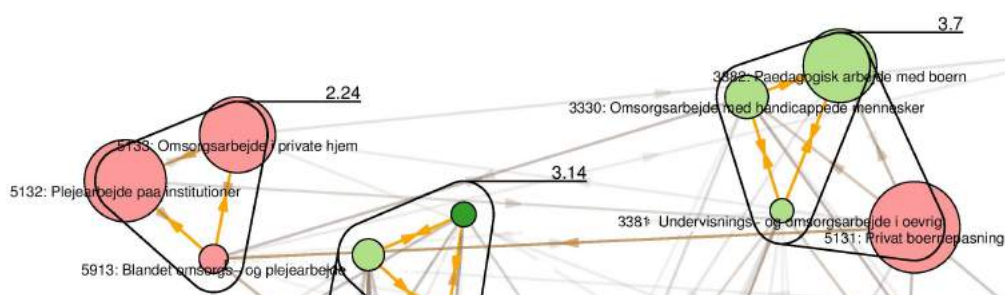 3.7
3382: Paedagogisk arbejde med boern
2.24
3330: Omsorgsarbejde med handicappede mennesker
5133: Omsorgsarbejde i private hjem
3.14
5132: Plejearbejde paa institutioner
3381: Undervisnings- og omsorgsarbejde i oevrig
5131: Privat boernepasning
5913: Blandet omsorgs- og plejearbejde